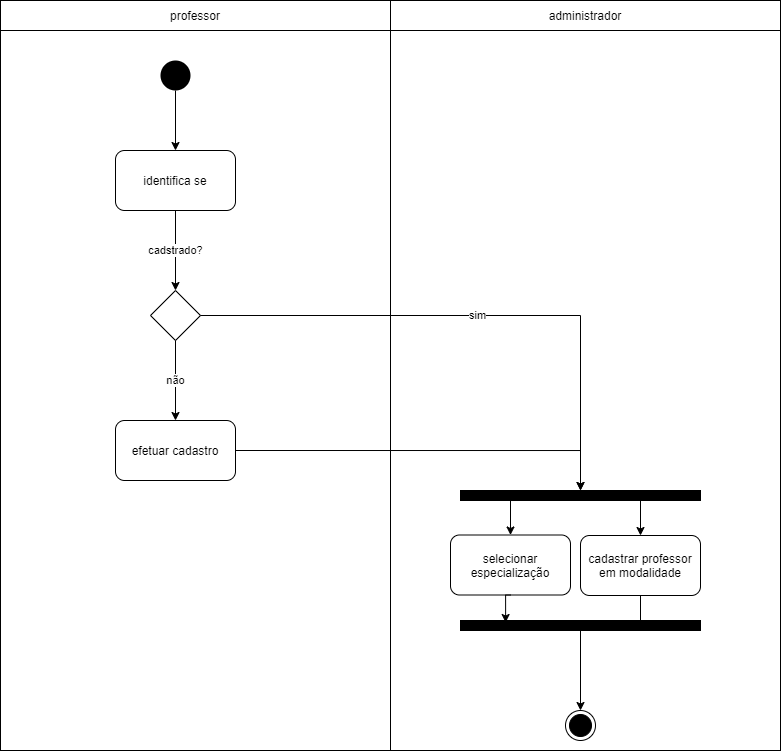 professor
administrador
identifica se
cadstrado?
sim
não
efetuar cadastro
selecionar
especialização
cadastrar professor
em modalidade